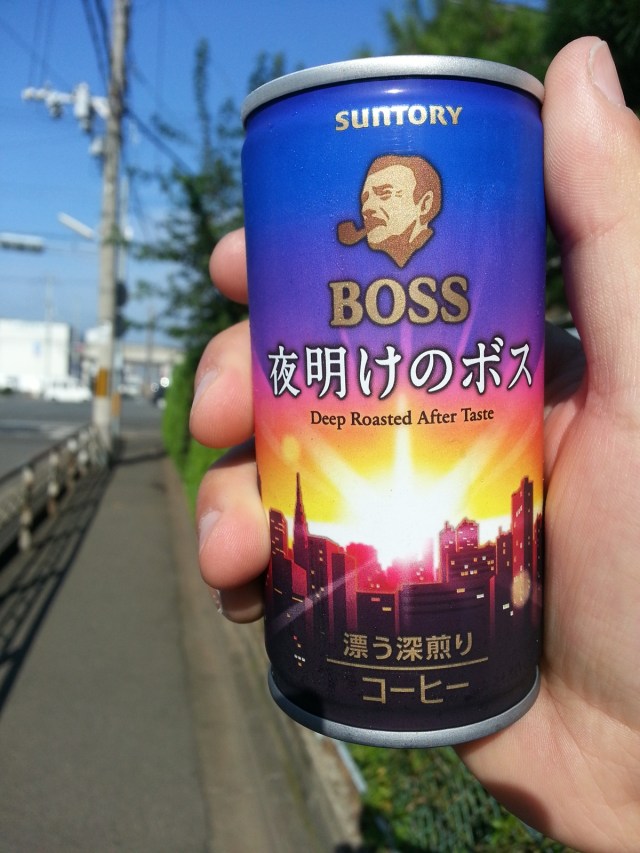 SUNTORY
BOSS
夜明けのボス
Deep Roasted After Taste
漂う深煎り
コーヒー